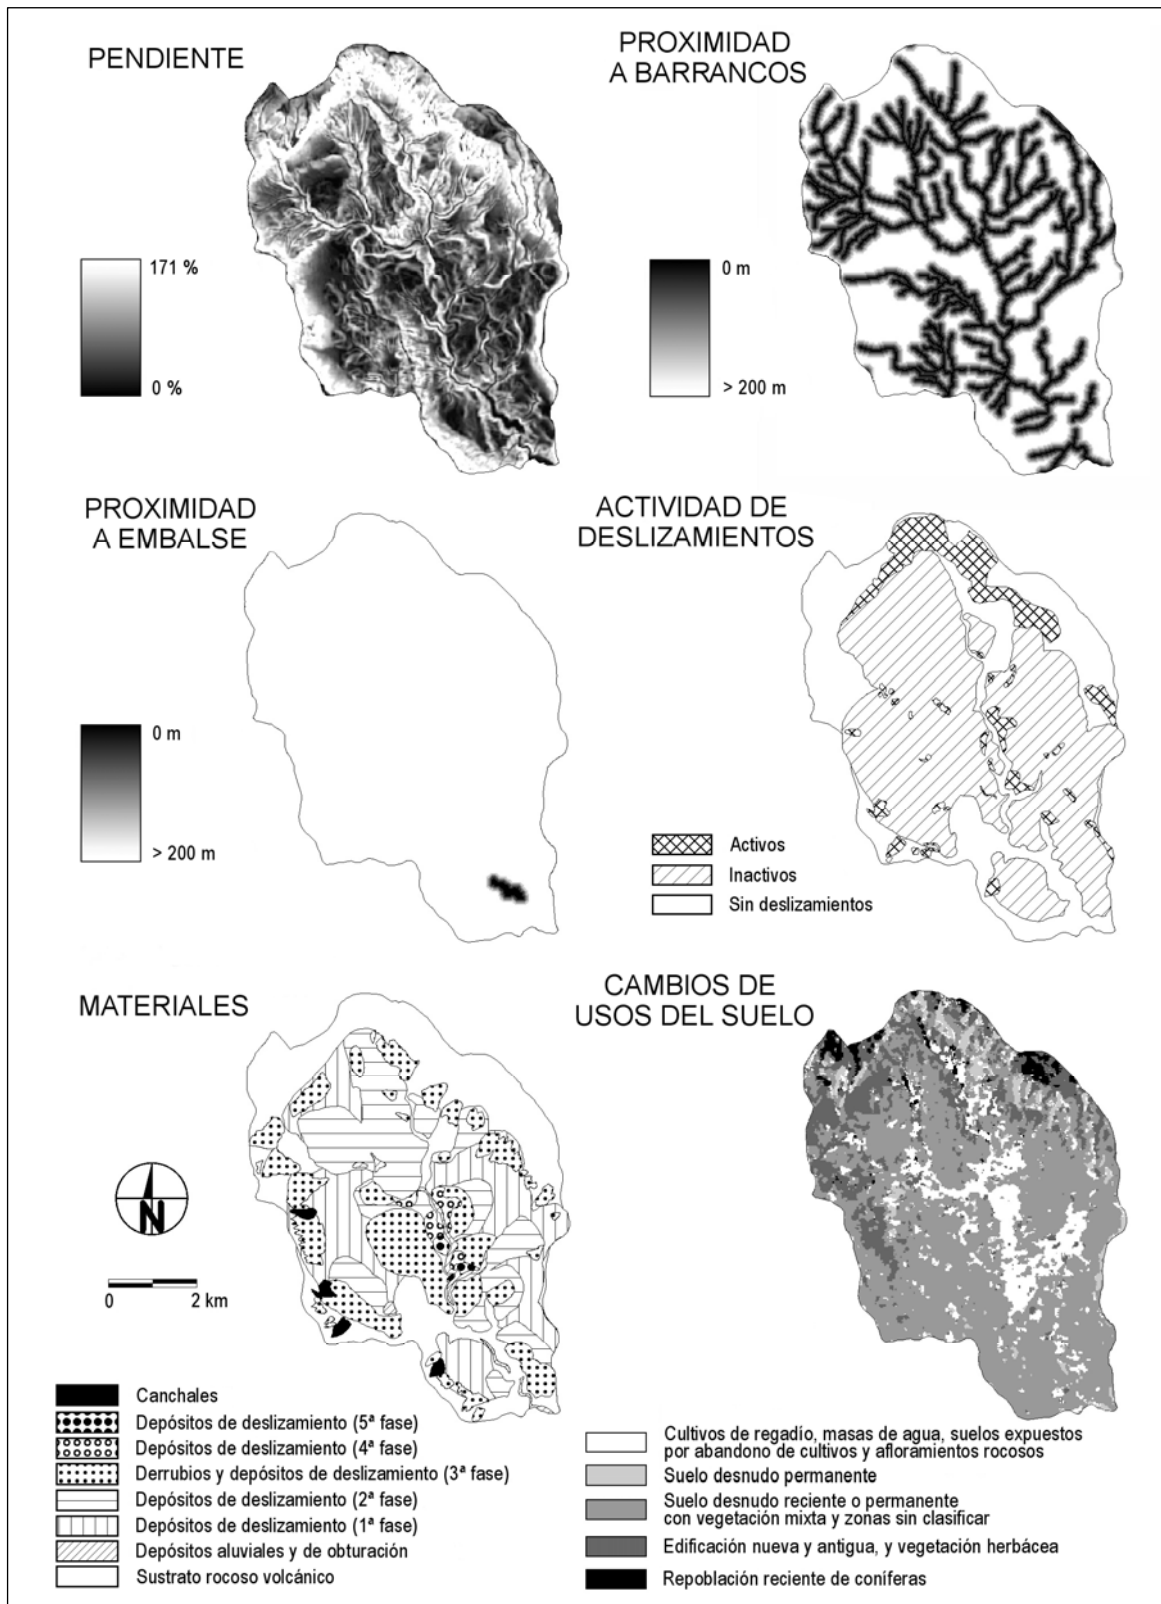 PENDIENTE
171 %
0 %
PROXIMIDAD
A BARRANCOS
0 m
> 200 m
PROXIMIDAD
A EMBALSE
0 m
> 200 m
ACTIVIDAD DE
DESLIZAMIENTOS
Activos
Inactivos
Sin deslizamientos
MATERIALES
N
0 2 km
Canchales
Depósitos de deslizamiento (5ª fase)
Depósitos de deslizamiento (4ª fase)
Derrubios y depósitos de deslizamiento (3ª fase)
Depósitos de deslizamiento (2ª fase)
Depósitos de deslizamiento (1ª fase)
Depósitos aluviales y de obturación
Sustrato rocoso volcánico
CAMBIOS DE
USOS DEL SUELO
Cultivos de regadío, masas de agua, suelos expuestos
por abandono de cultivos y afloramientos rocosos
Suelo desnudo permanente
Suelo desnudo reciente o permanente
con vegetación mixta y zonas sin clasificar
Edificación nueva y antigua, y vegetación herbácea
Repoblación reciente de coníferas